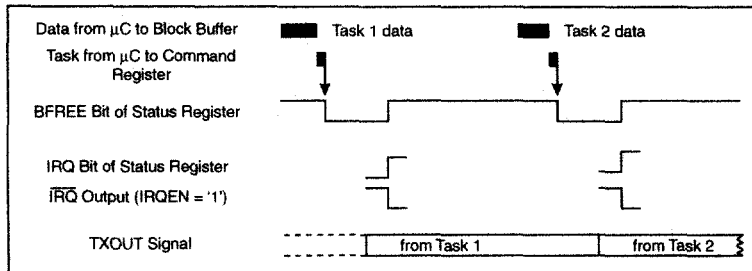 Data from μC to Block Buffer
Task 1 data
Task 2 data
Task from μC to Command
Register
BFREE Bit of Status Register
IRQ Bit of Status Register
IRQ Output (IRQEN = '1')
TXOUT Signal
from Task 1
from Task 2